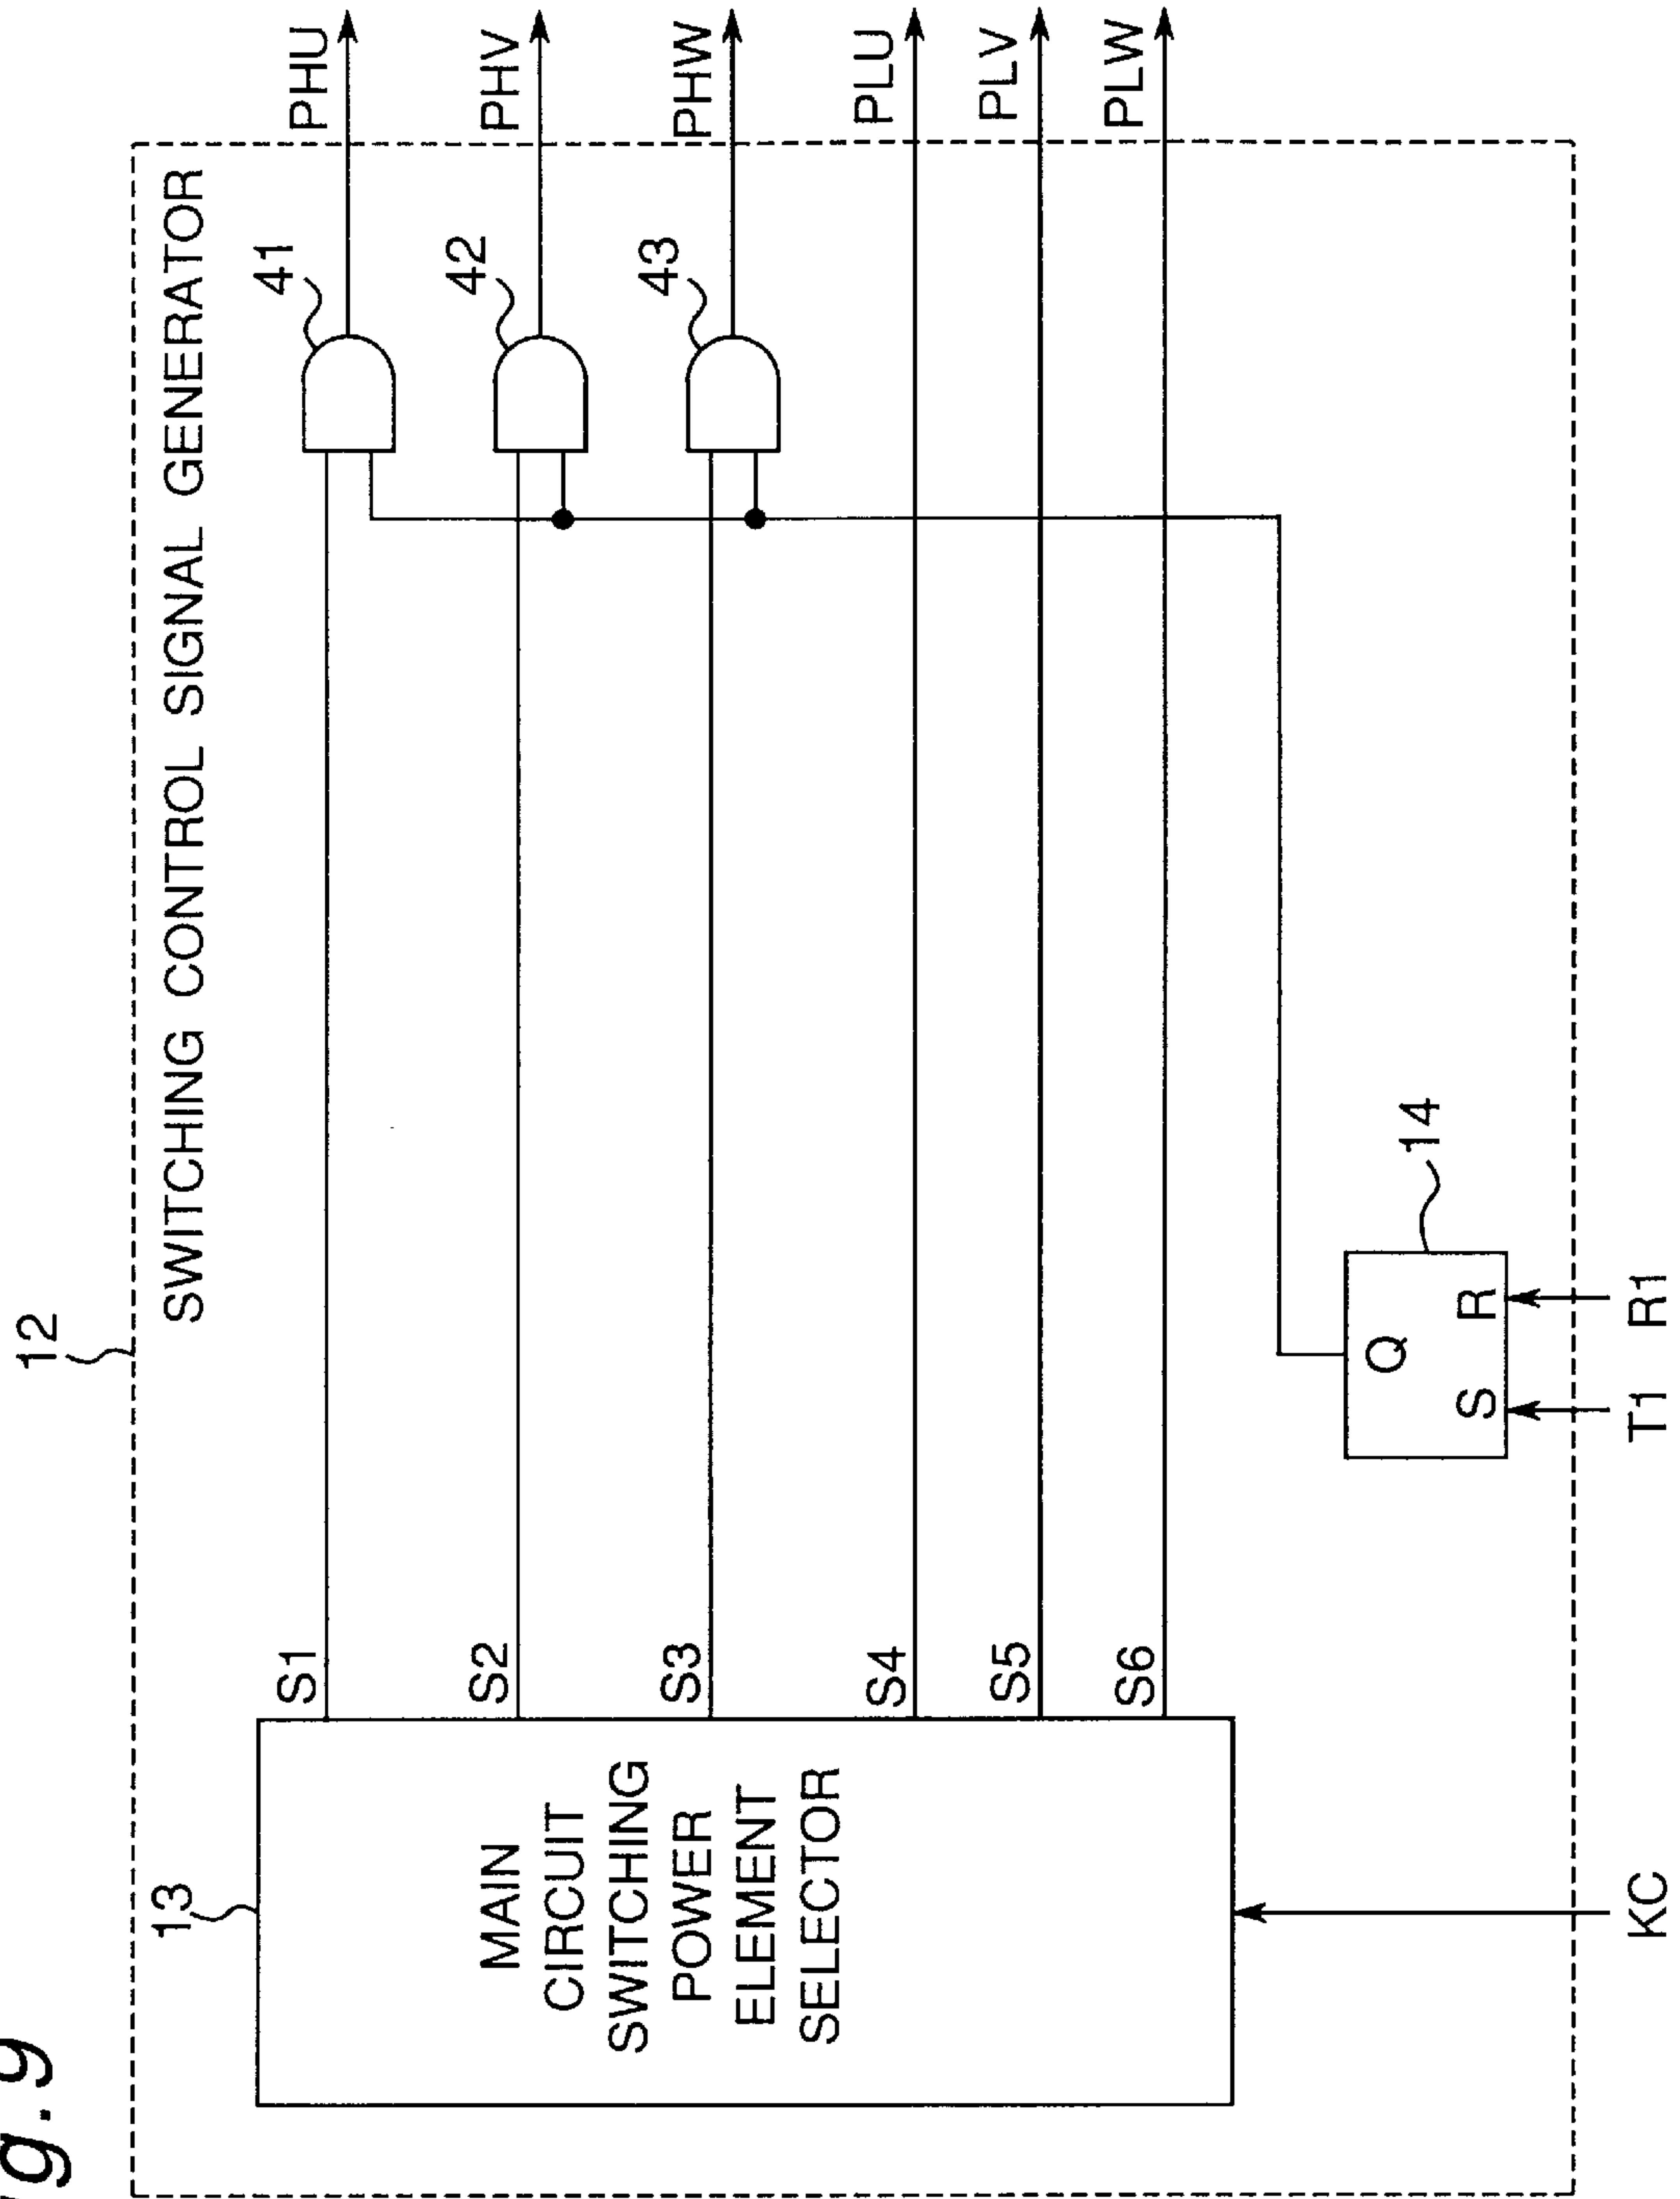 g.9
12
SWITCHING CONTROL SIGNAL GENERATOR
13
MAIN
CIRCUIT
SWITCHING
POWER
ELEMENT
SELECTOR
S1
S2
S3
S4
S5
S6
41
42
43
PHU
PHV
PHW
PLU
PLV
PLW
14
Q
S
R
KC
T1
R1